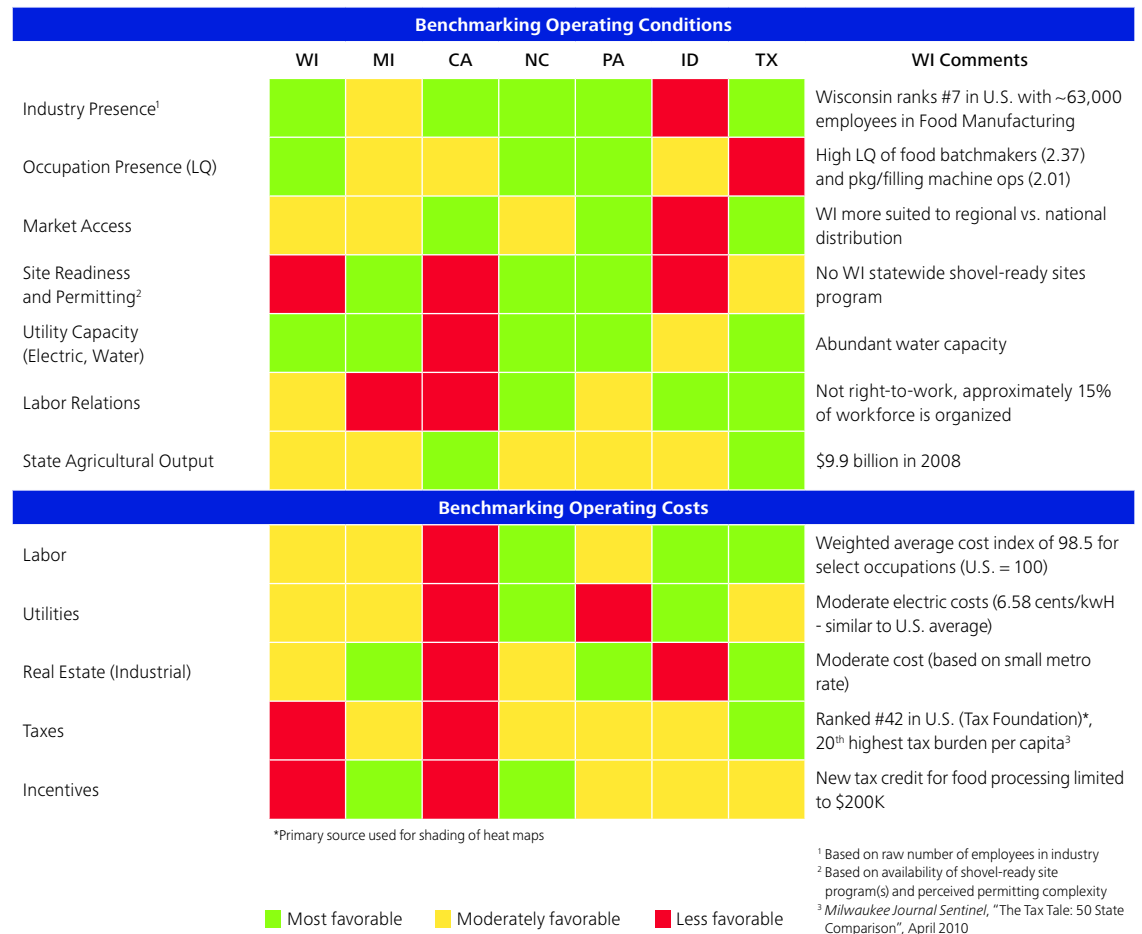 Benchmarking Operating Conditions
WI MI CA NC PA ID TX WI Comments
Industry Presence¹
Wisconsin ranks #7 in U.S. with ~63,000
employees in Food Manufacturing
Occupation Presence (LQ)
High LQ of food batchmakers (2.37)
and pkg/filling machine ops (2.01)
Market Access
WI more suited to regional vs. national
distribution
Site Readiness
and Permitting²
No WI statewide shovel-ready sites
program
Utility Capacity
(Electric, Water)
Abundant water capacity
Labor Relations
Not right-to-work, approximately 15%
of workforce is organized
State Agricultural Output
$9.9 billion in 2008
Benchmarking Operating Costs
Labor
Weighted average cost index of 98.5 for
select occupations (U.S. = 100)
Utilities
Moderate electric costs (6.58 cents/kwH
- similar to U.S. average)
Real Estate (Industrial)
Moderate cost (based on small metro
rate)
Taxes
Ranked #42 in U.S. (Tax Foundation)*,
20th highest tax burden per capita³
Incentives
New tax credit for food processing limited
to $200K
*Primary source used for shading of heat maps
¹ Based on raw number of employees in industry
² Based on availability of shovel-ready site
program(s) and perceived permitting complexity
³ Milwaukee Journal Sentinel, "The Tax Tale: 50 State
Comparison", April 2010
Most favorable Moderately favorable Less favorable